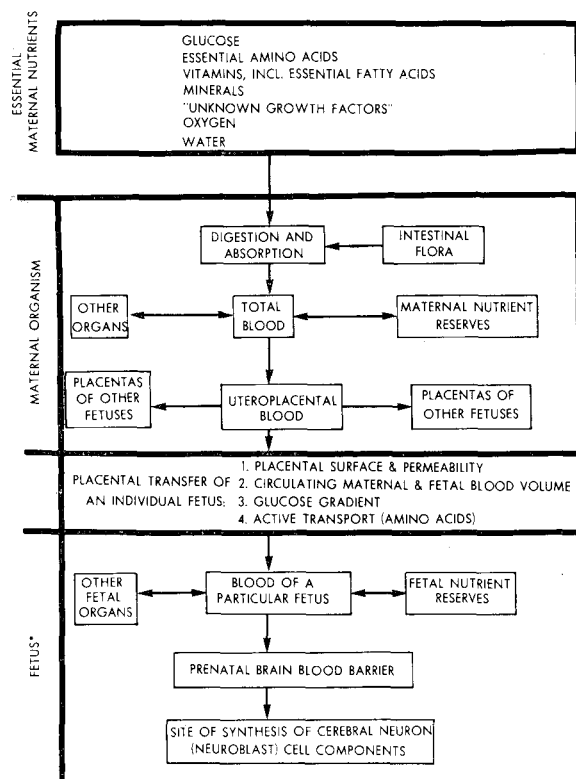 ESSENTIAL
MATERNAL NUTRIENTS
GLUCOSE
ESSENTIAL AMINO ACIDS
VITAMINS, INCL. ESSENTIAL FATTY ACIDS
MINERALS
"UNKNOWN GROWTH FACTORS"
OXYGEN
WATER
MATERNAL ORGANISM
DIGESTION AND
ABSORPTION
INTESTINAL
FLORA
OTHER
ORGANS
TOTAL
BLOOD
MATERNAL NUTRIENT
RESERVES
PLACENTAS
OF OTHER
FETUSES
UTEROPLACENTAL
BLOOD
PLACENTAS OF
OTHER FETUSES
PLACENTAL TRANSFER OF
AN INDIVIDUAL FETUS:
1. PLACENTAL SURFACE & PERMEABILITY
2. CIRCULATING MATERNAL & FETAL BLOOD VOLUME
3. GLUCOSE GRADIENT
4. ACTIVE TRANSPORT (AMINO ACIDS)
FETUS*
OTHER
FETAL
ORGANS
BLOOD OF A
PARTICULAR FETUS
FETAL NUTRIENT
RESERVES
PRENATAL BRAIN BLOOD BARRIER
SITE OF SYNTHESIS OF CEREBRAL NEURON
(NEUROBLAST) CELL COMPONENTS